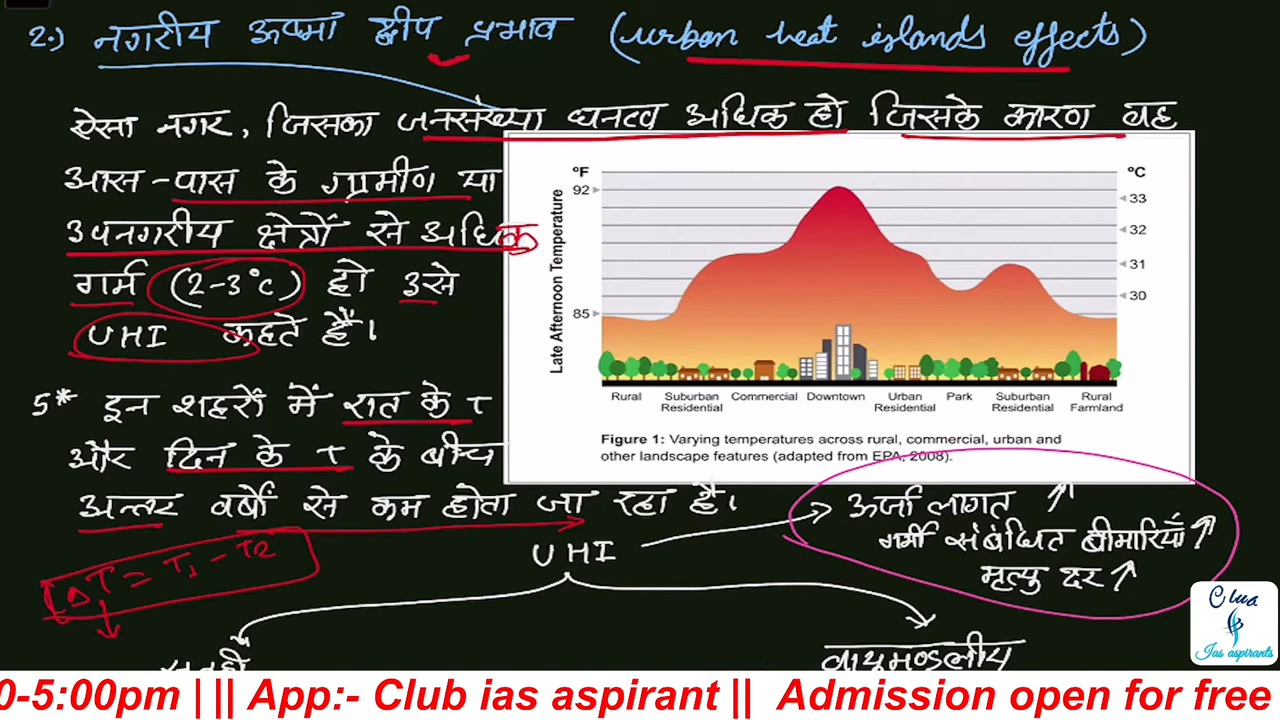 2.) नगरीय ऊष्मा द्वीप प्रभाव (urban heat islands effects)
ऐसा नगर, जिसका जनसंख्या घनत्व अधिक हो जिसके कारण वह
आस-पास के ग्रामीण या
उपनगरीय क्षेत्रों से अधिक
गर्म (2-3°c) हो उसे
UHI कहते हैं।
5* इन शहरों में रात के T
और दिन के T के बीच
अन्तर वर्षों से कम होता जा रहा है।
ΔT = T1 - T2
°F
92
85
Late Afternoon Temperature
°C
33
32
31
30
Rural
Suburban Residential
Commercial
Downtown
Urban Residential
Park
Suburban Residential
Rural Farmland
Figure 1: Varying temperatures across rural, commercial, urban and
other landscape features (adapted from EPA, 2008).
UHI
ऊर्जा लागत ↑
गर्मी संबंधित बीमारियाँ ↑
मृत्यु दर ↑
सतही
वायुमण्डलीय
Club
Ias aspirants
0-5:00pm | || App:- Club ias aspirant || Admission open for free